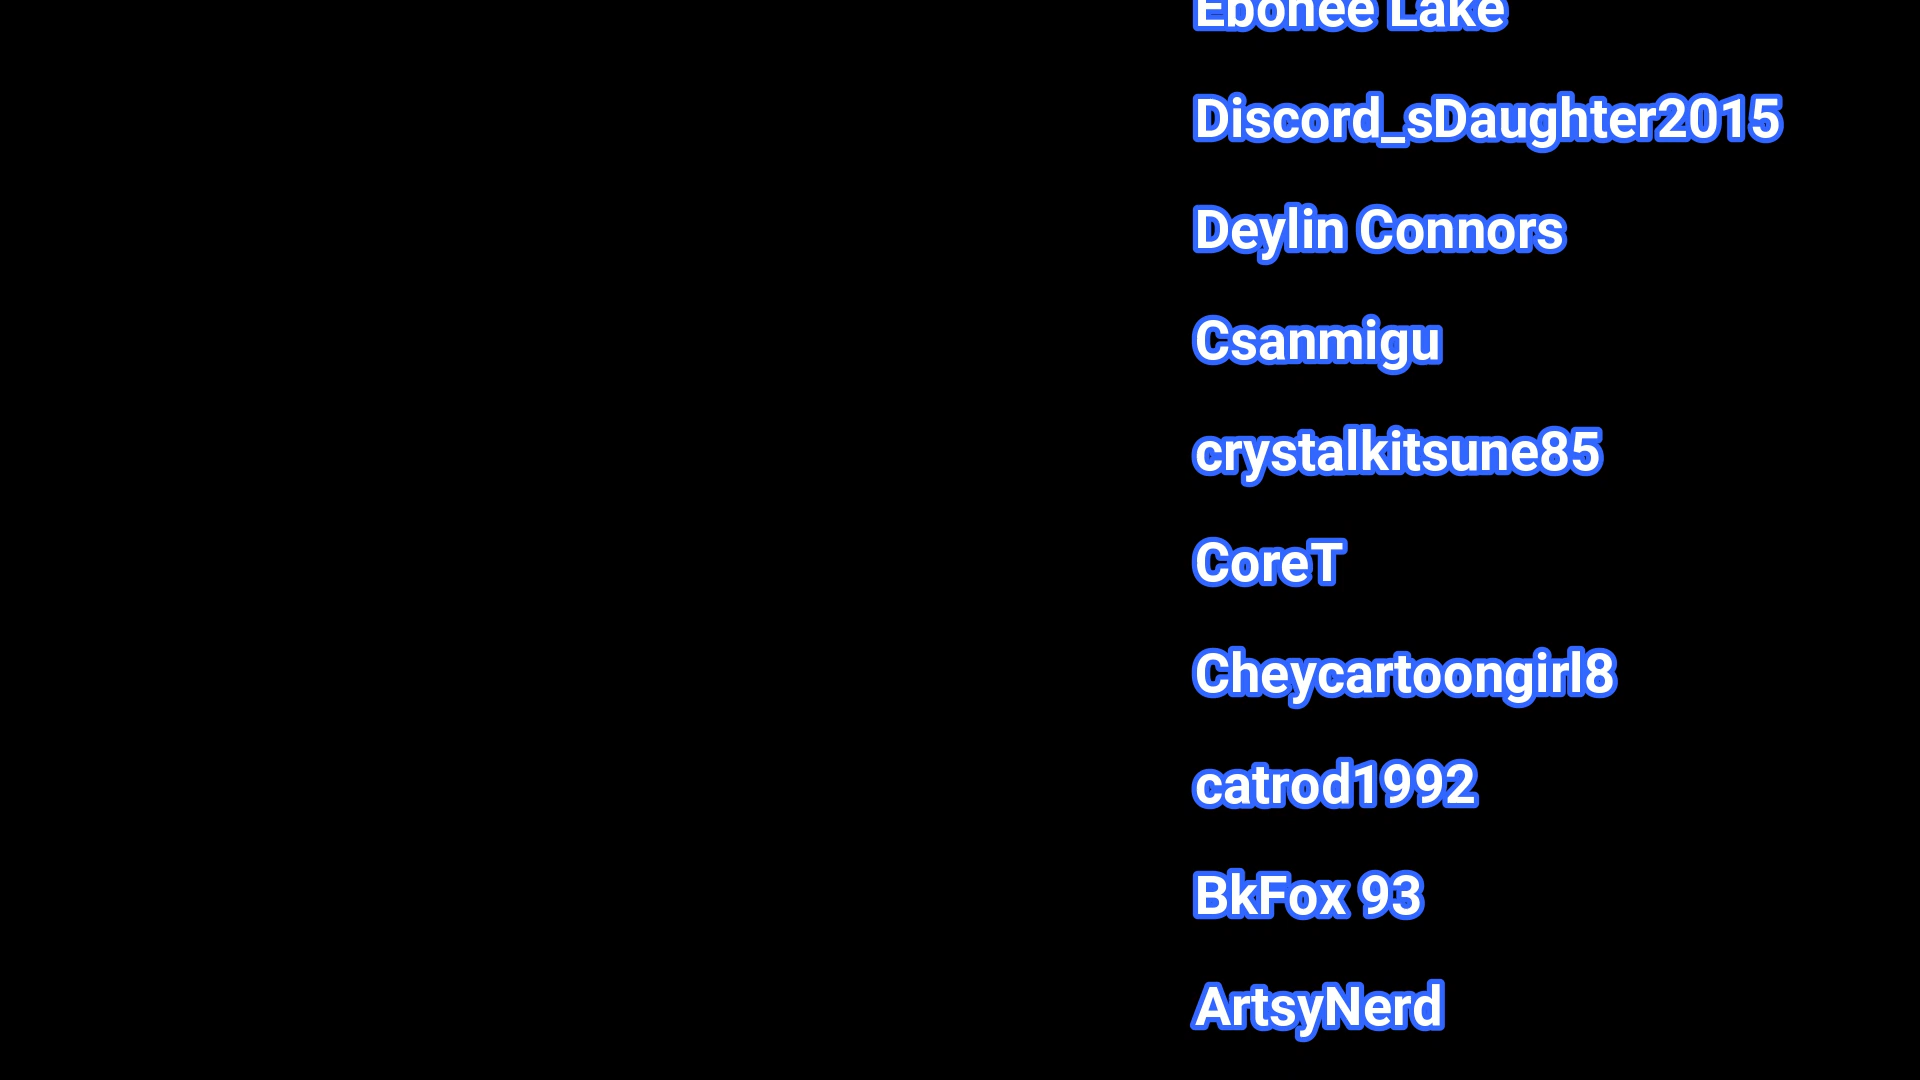 Ebonee Lake
Discord_sDaughter2015
Deylin Connors
Csanmigu
crystalkitsune85
CoreT
Cheycartoongirl8
catrod1992
BkFox 93
ArtsyNerd